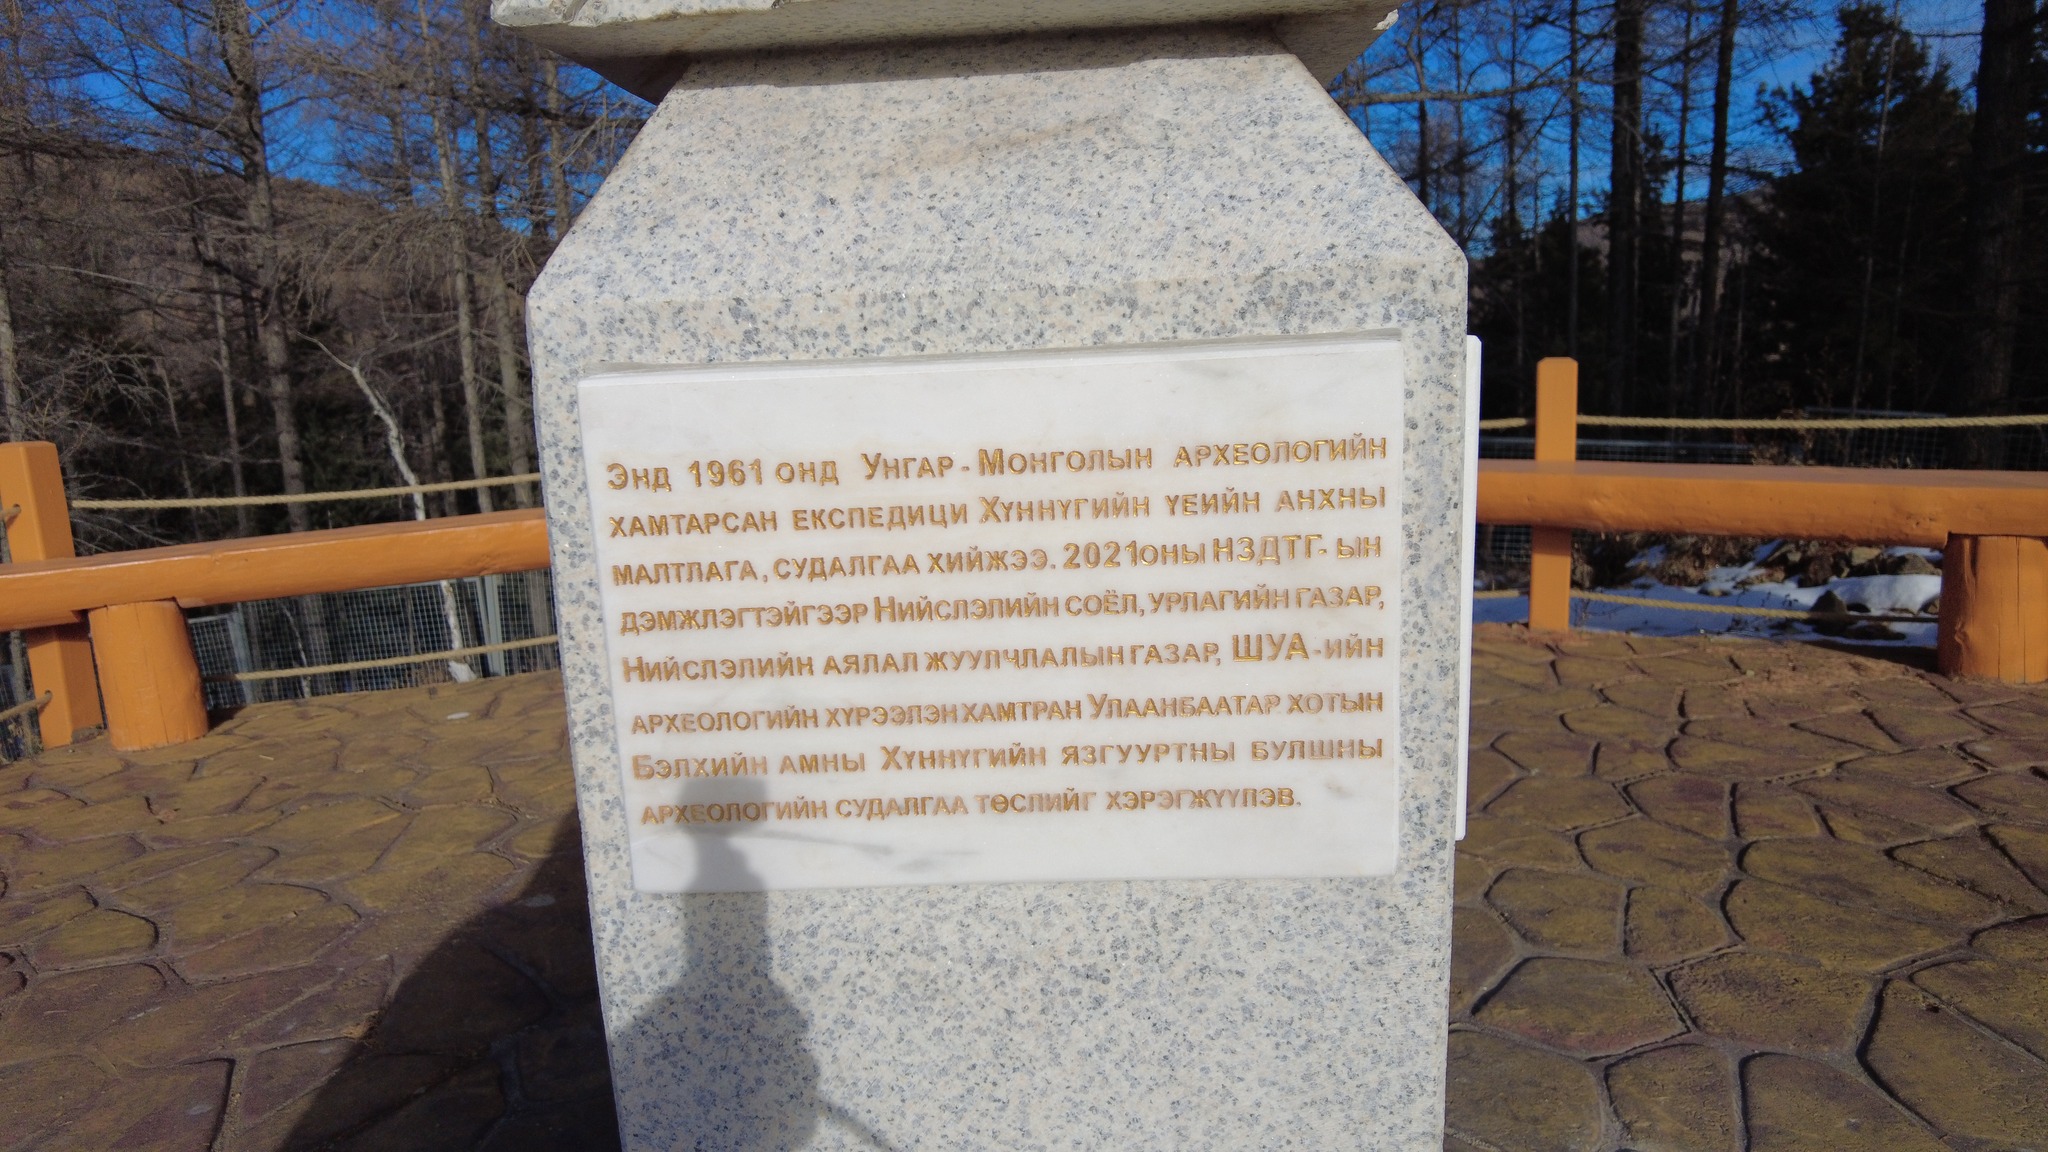 Энд 1961 онд Унгар - Монголын археологийн
хамтарсан експедици Хүннүгийн үеийн анхны
малтлага, судалгаа хийжээ. 2021оны НЗДТГ- ын
дэмжлэгтэйгээр Нийслэлийн соёл, урлагийн газар,
Нийслэлийн аялал жуулчлалын газар, ШУА -ийн
археологийн хүрээлэн хамтран Улаанбаатар хотын
Бэлхийн амны Хүннүгийн язгууртны булшны
археологийн судалгаа төслийг хэрэгжүүлэв.